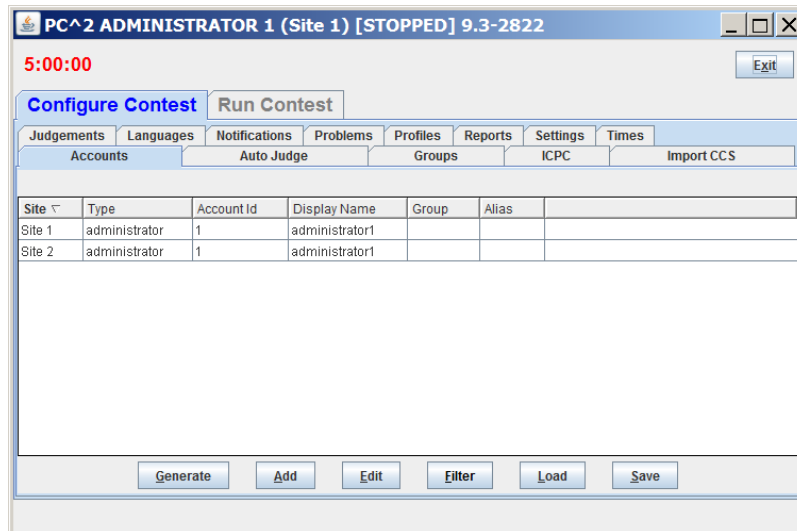 PC^2 ADMINISTRATOR 1 (Site 1) [STOPPED] 9.3-2822
5:00:00 Exit
Configure Contest Run Contest
Judgements Languages Notifications Problems Profiles Reports Settings Times
Accounts Auto Judge Groups ICPC Import CCS
Site Type Account Id Display Name Group Alias
Site 1 administrator 1 administrator1
Site 2 administrator 1 administrator1
Generate Add Edit Filter Load Save